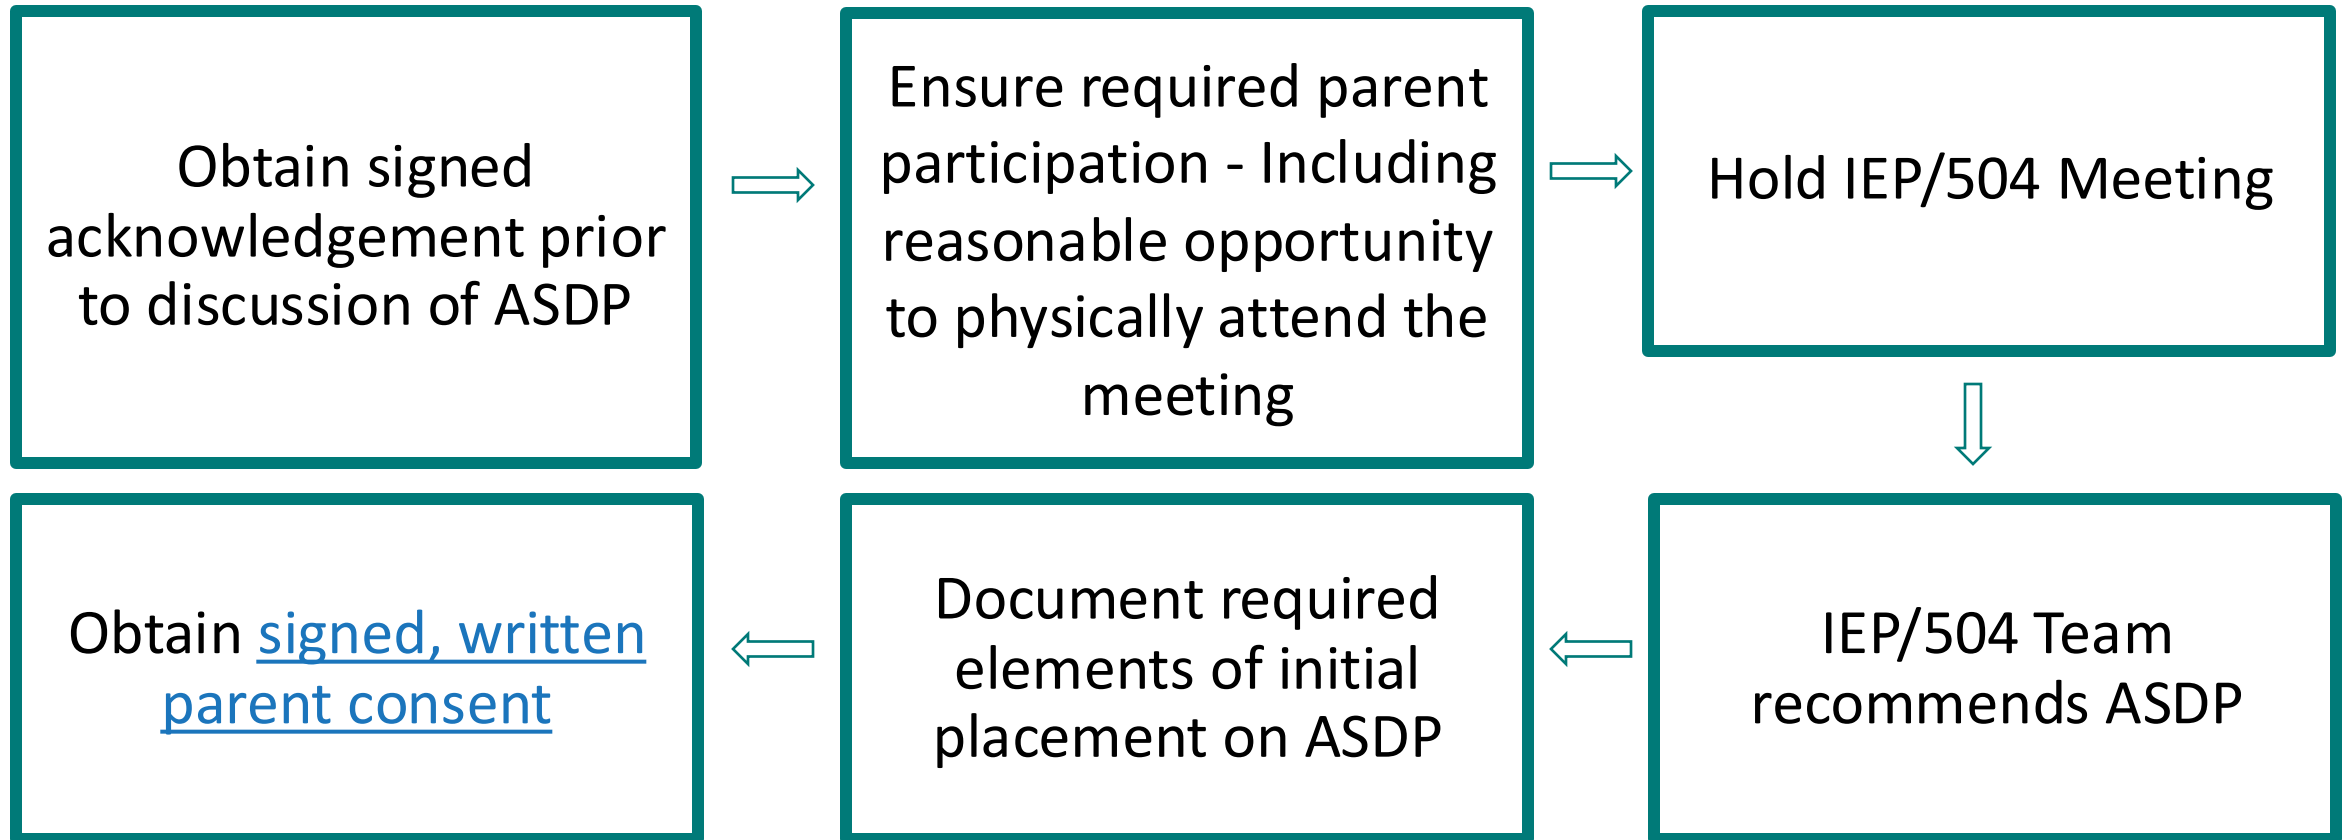 Obtain signed
acknowledgement prior
to discussion of ASDP
Ensure required parent
participation - Including
reasonable opportunity
to physically attend the
meeting
Hold IEP/504 Meeting
IEP/504 Team
recommends ASDP
Document required
elements of initial
placement on ASDP
Obtain signed, written
parent consent